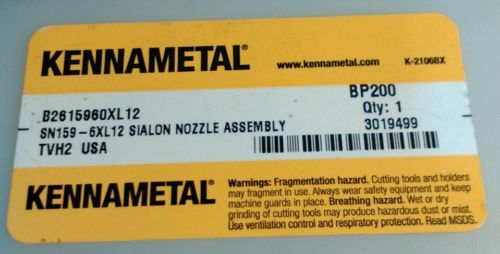 KENNAMETAL® www.kennametal.com K-2106BX
B2615960XL12 BP200
SN159-6XL12 SIALON NOZZLE ASSEMBLY Qty: 1
TVH2 USA 3019499
KENNAMETAL® Warnings: Fragmentation hazard. Cutting tools and holders
may fragment in use. Always wear safety equipment and keep
machine guards in place. Breathing hazard. Wet or dry
grinding of cutting tools may produce hazardous dust or mist.
Use ventilation control and respiratory protection. Read MSDS.